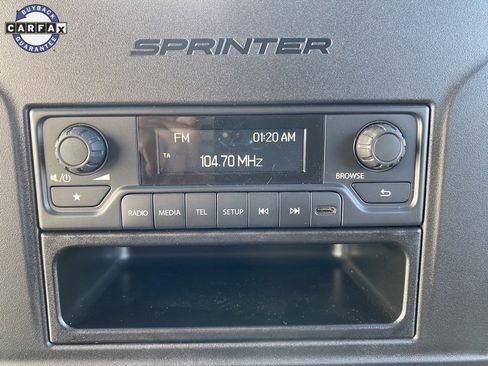 BUYBACK
CARFAX
GUARANTEE
SPRINTER
FM 01:20 AM
TA 104.70 MHz
BROWSE
RADIO MEDIA TEL SETUP